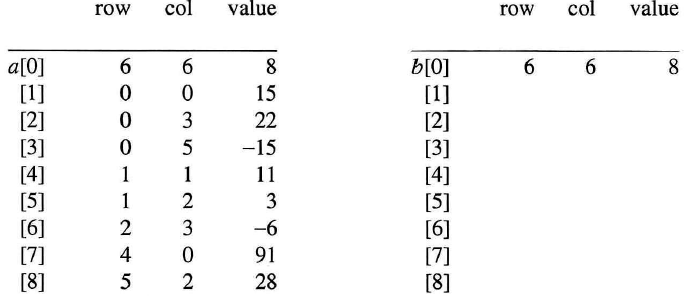 row col value row col value
a[0] 6 6 8 b[0] 6 6 8
[1] 0 0 15 [1]
[2] 0 3 22 [2]
[3] 0 5 –15 [3]
[4] 1 1 11 [4]
[5] 1 2 3 [5]
[6] 2 3 –6 [6]
[7] 4 0 91 [7]
[8] 5 2 28 [8]